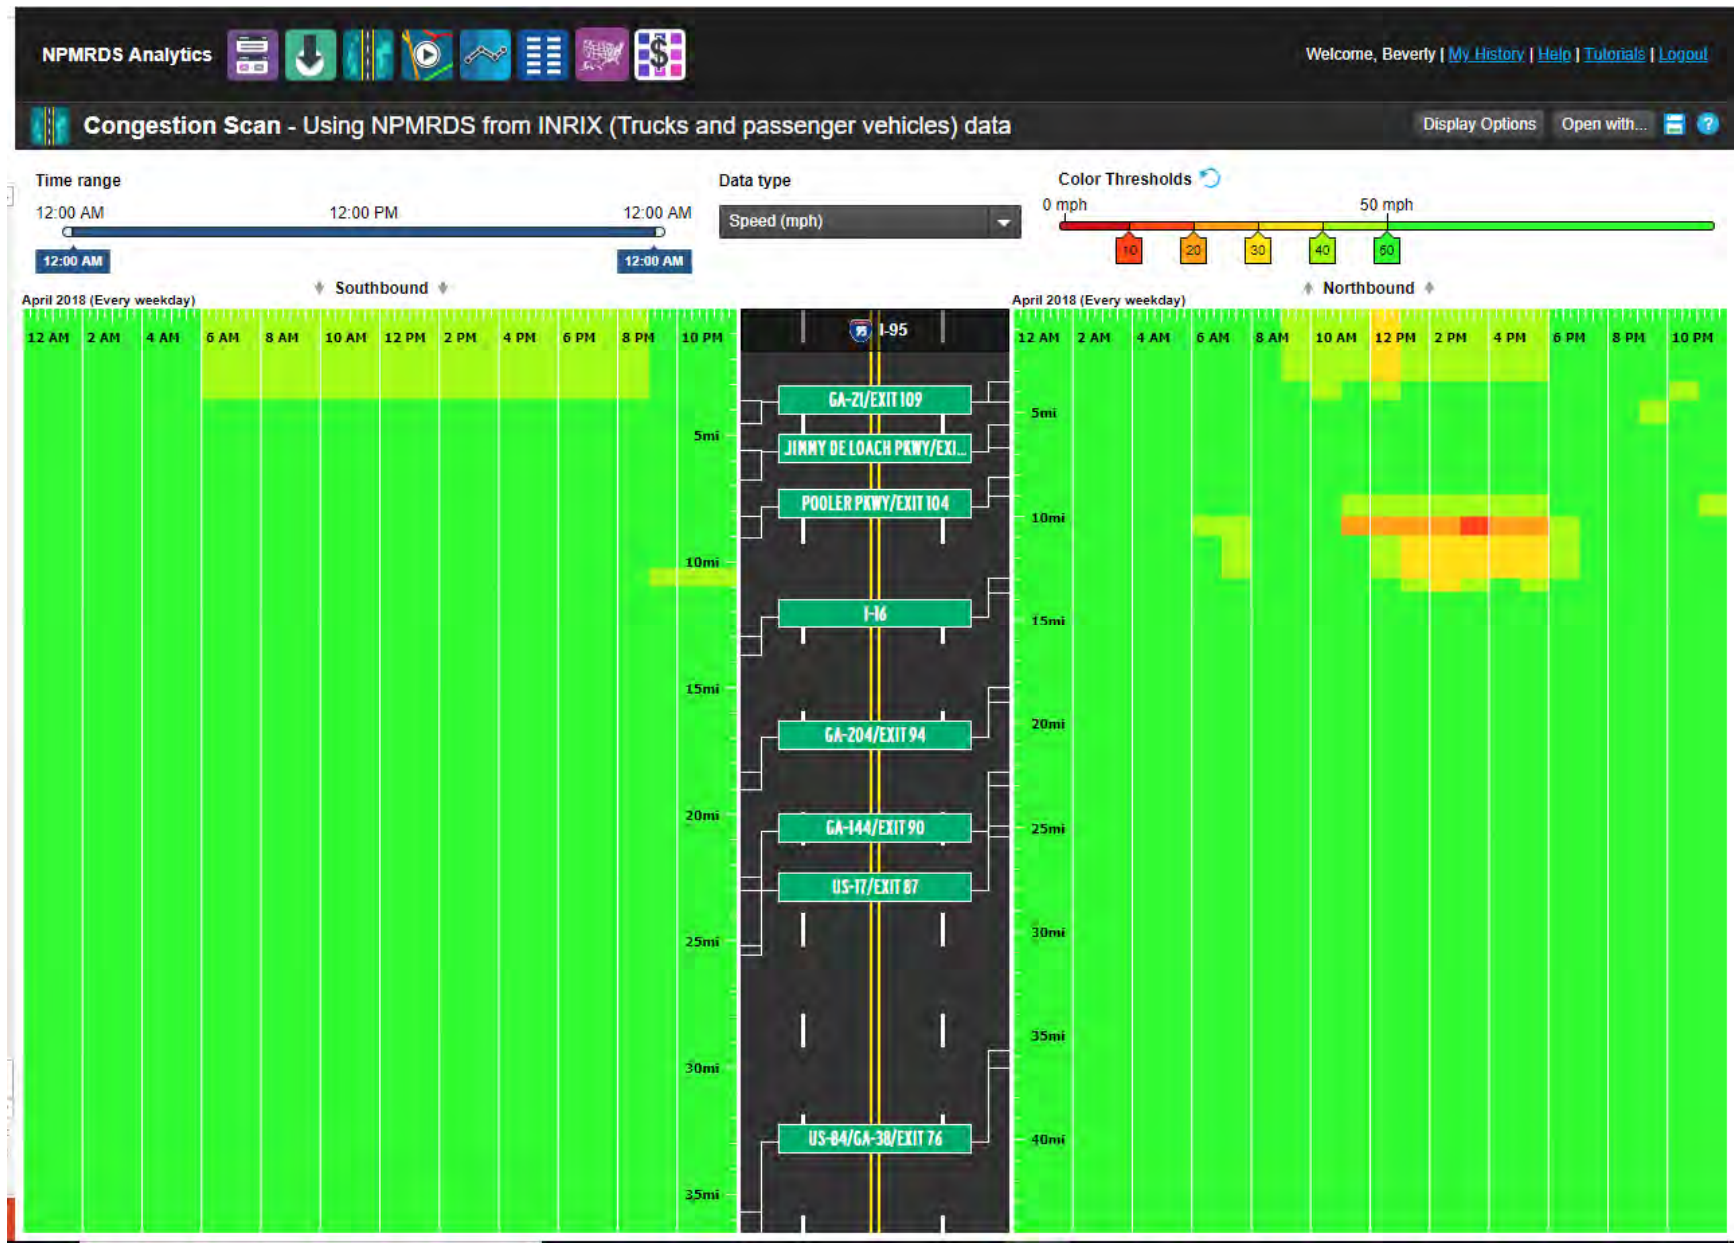 NPMRDS Analytics
Welcome, Beverly | My History | Help | Tutorials | Logout
Congestion Scan - Using NPMRDS from INRIX (Trucks and passenger vehicles) data
Display Options Open with... ?
Time range
12:00 AM 12:00 PM 12:00 AM
12:00 AM 12:00 AM
Data type
Speed (mph)
Color Thresholds
0 mph 50 mph
10 20 30 40 50
Southbound
April 2018 (Every weekday)
12 AM 2 AM 4 AM 6 AM 8 AM 10 AM 12 PM 2 PM 4 PM 6 PM 8 PM 10 PM
5mi
10mi
15mi
20mi
25mi
30mi
35mi
95 I-95
GA-21/EXIT 109
JIMMY DE LOACH PKWY/EXI...
POOLER PKWY/EXIT 104
I-16
GA-204/EXIT 94
GA-144/EXIT 90
US-17/EXIT 87
US-84/GA-38/EXIT 76
Northbound
April 2018 (Every weekday)
12 AM 2 AM 4 AM 6 AM 8 AM 10 AM 12 PM 2 PM 4 PM 6 PM 8 PM 10 PM
5mi
10mi
15mi
20mi
25mi
30mi
35mi
40mi